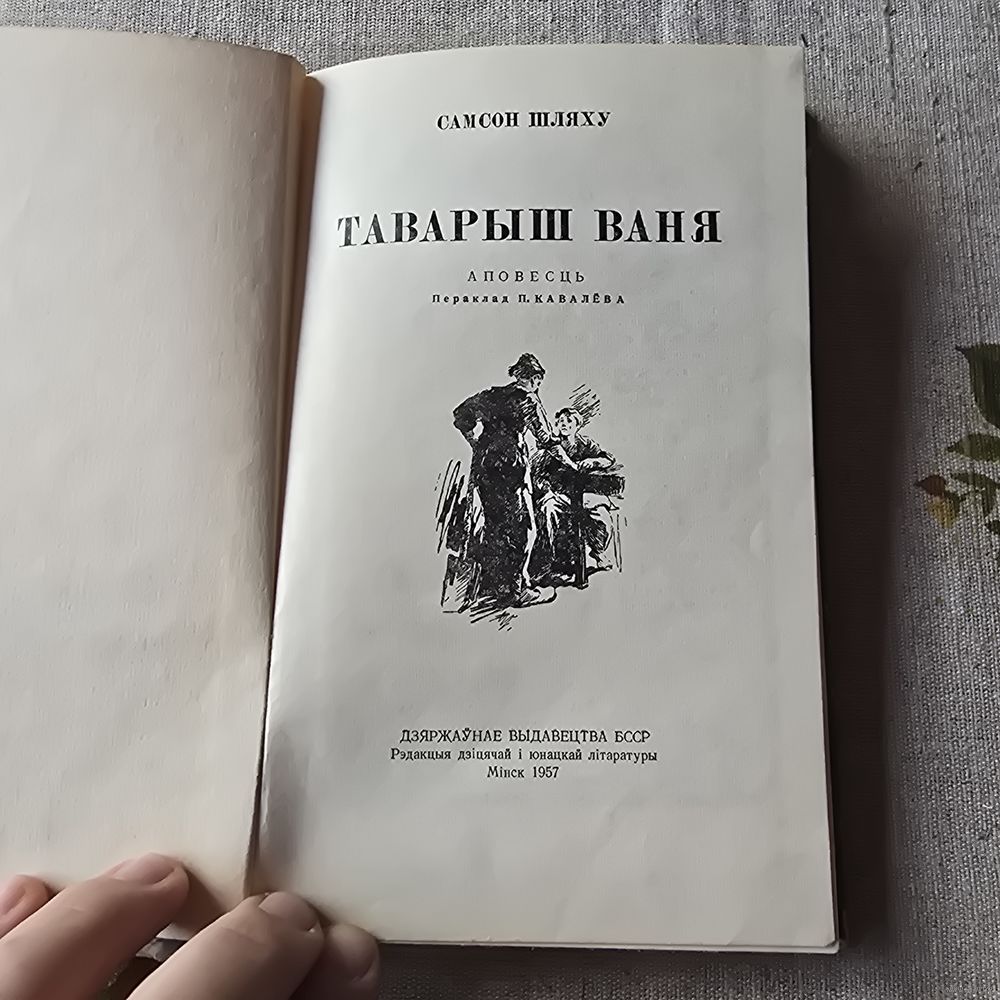 САМСОН ШЛЯХУ
ТАВАРЫШ ВАНЯ
АПОВЕСЦЬ
Пераклад П. КАВАЛЁВА
ДЗЯРЖАЎНАЕ ВЫДАВЕЦТВА БССР
Рэдакцыя дзіцячай і юнацкай літаратуры
Мінск 1957